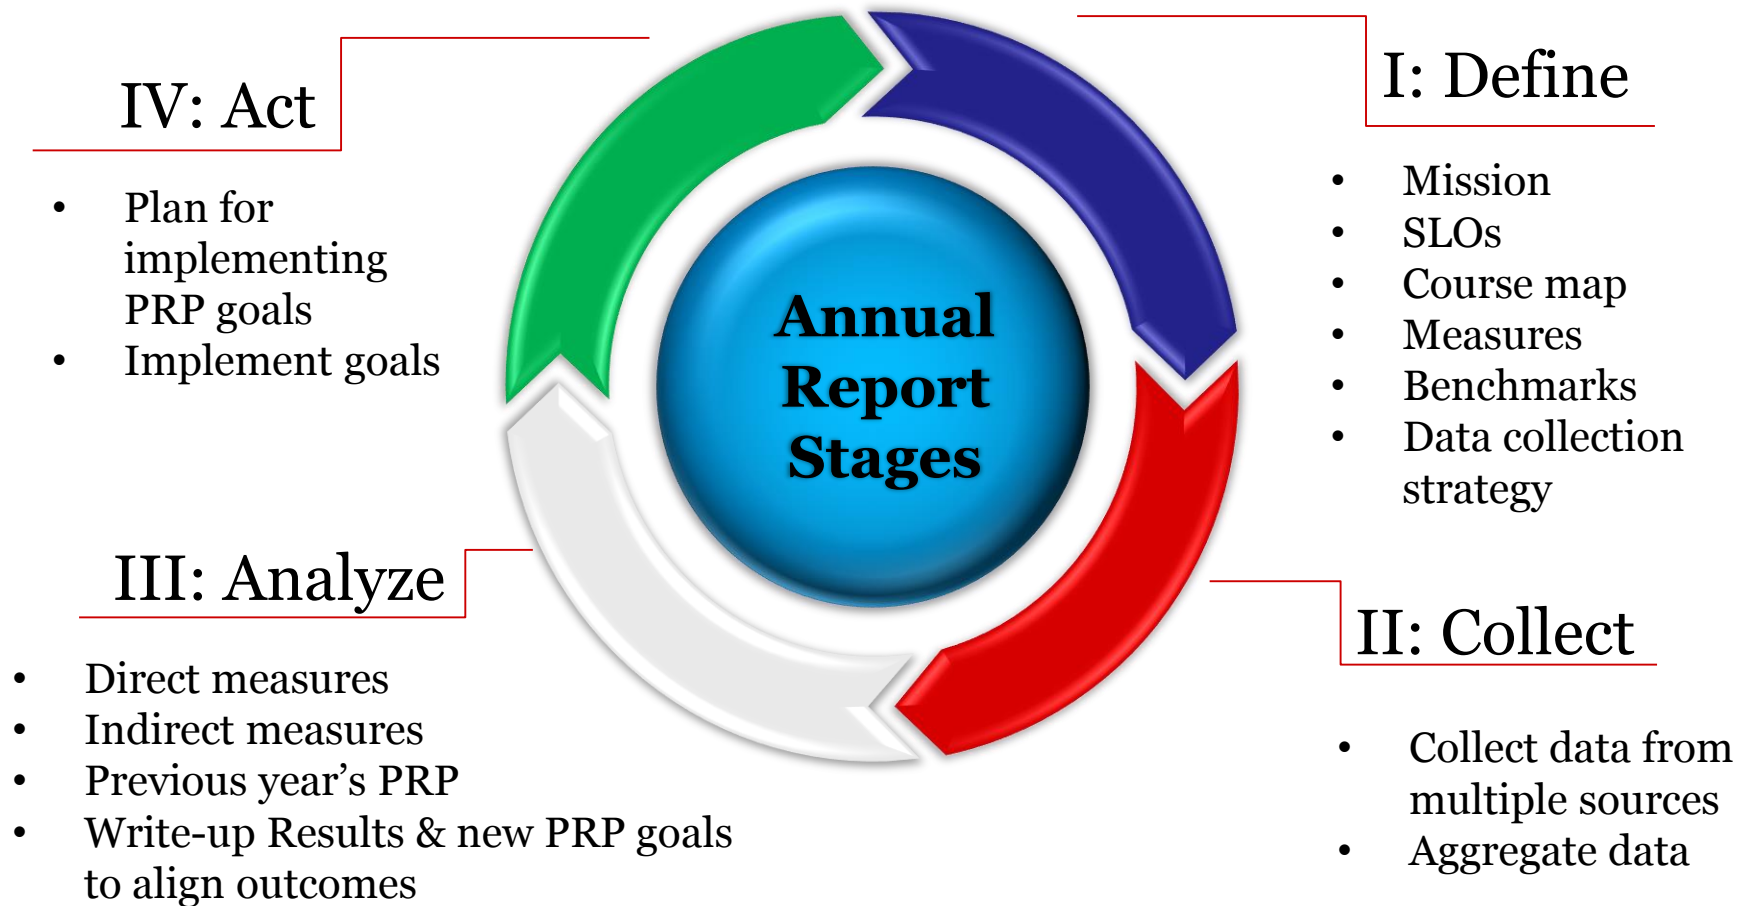 Annual
Report
Stages
I: Define
• Mission
• SLOs
• Course map
• Measures
• Benchmarks
• Data collection
strategy
II: Collect
• Collect data from
multiple sources
• Aggregate data
III: Analyze
• Direct measures
• Indirect measures
• Previous year’s PRP
• Write-up Results & new PRP goals
to align outcomes
IV: Act
• Plan for
implementing
PRP goals
• Implement goals